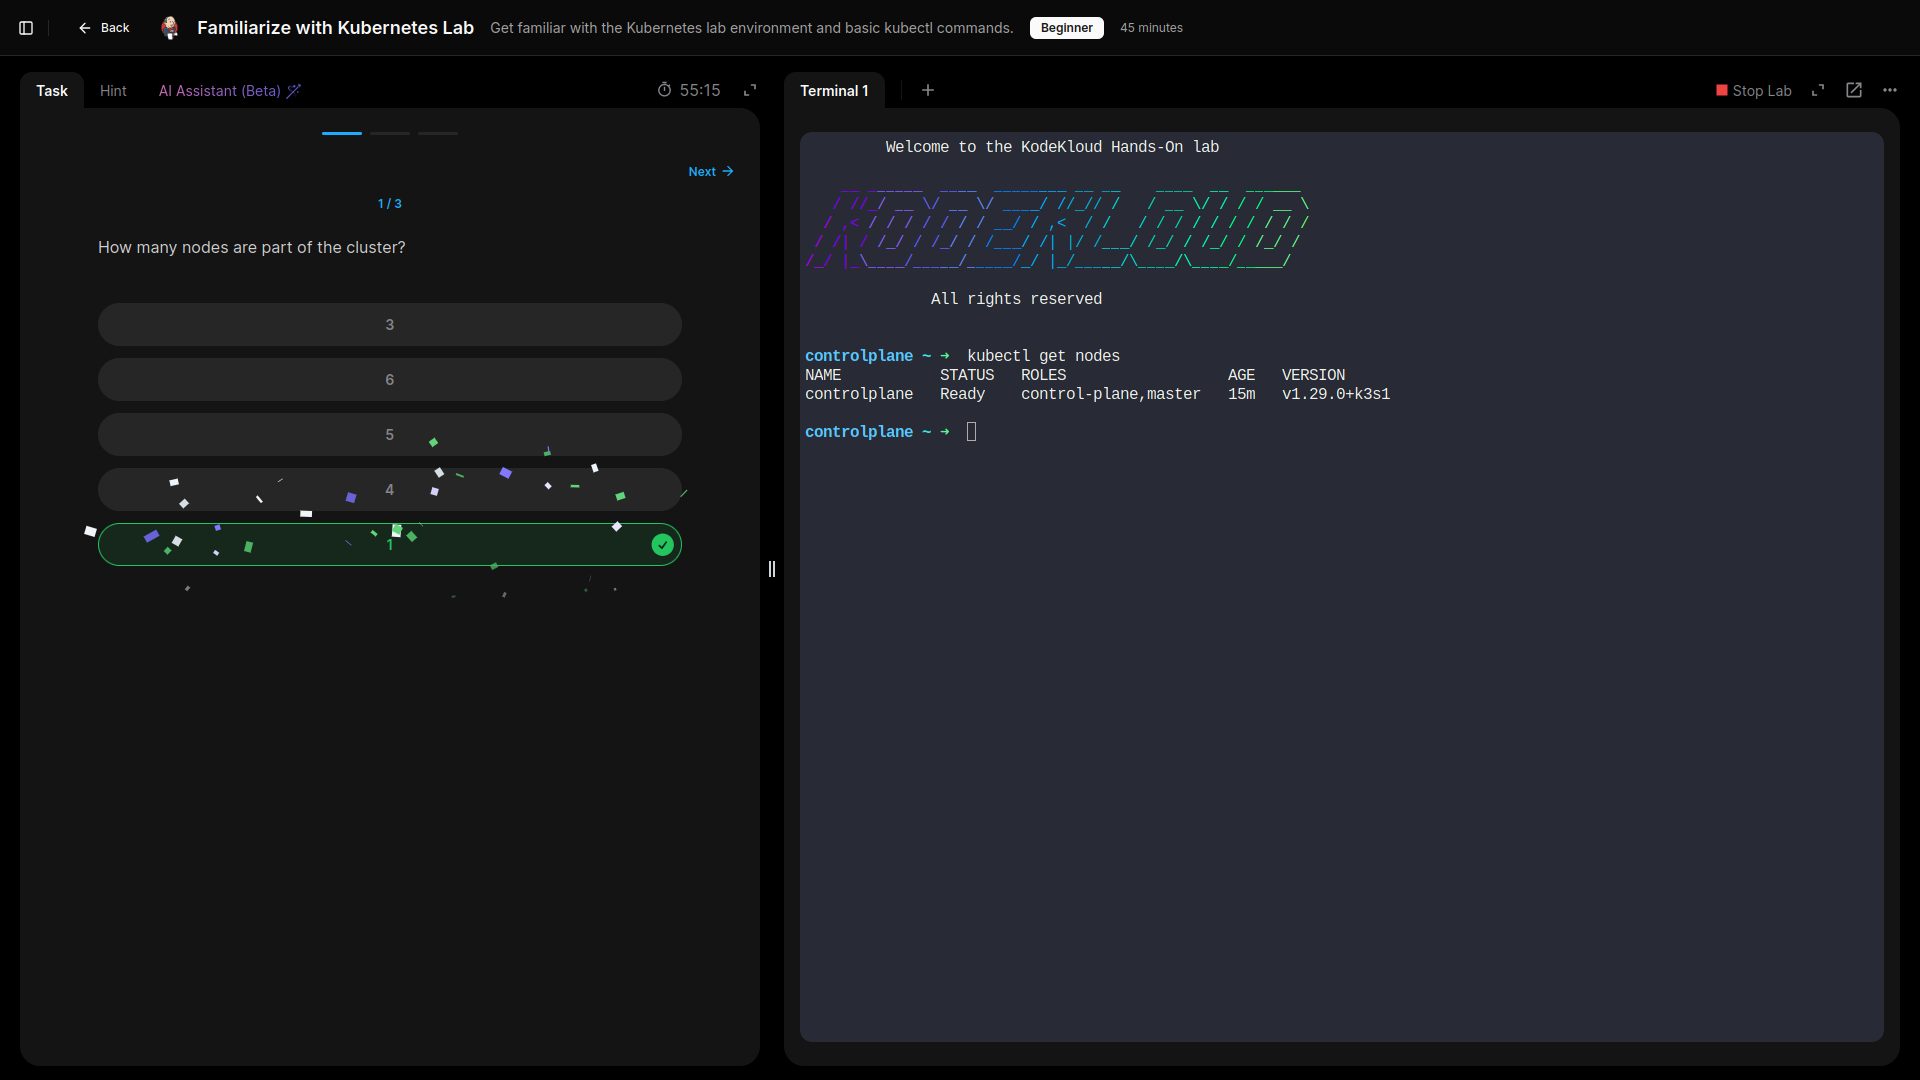 Back
Familiarize with Kubernetes Lab
Get familiar with the Kubernetes lab environment and basic kubectl commands.
Beginner
45 minutes
Task
Hint
AI Assistant (Beta)
55:15
Next
1 / 3
How many nodes are part of the cluster?
3
6
5
4
1
Terminal 1
Stop Lab
Welcome to the KodeKloud Hands-On lab
KODEKLOUD
All rights reserved
controlplane ~ ➜ kubectl get nodes
NAME STATUS ROLES AGE VERSION
controlplane Ready control-plane,master 15m v1.29.0+k3s1
controlplane ~ ➜